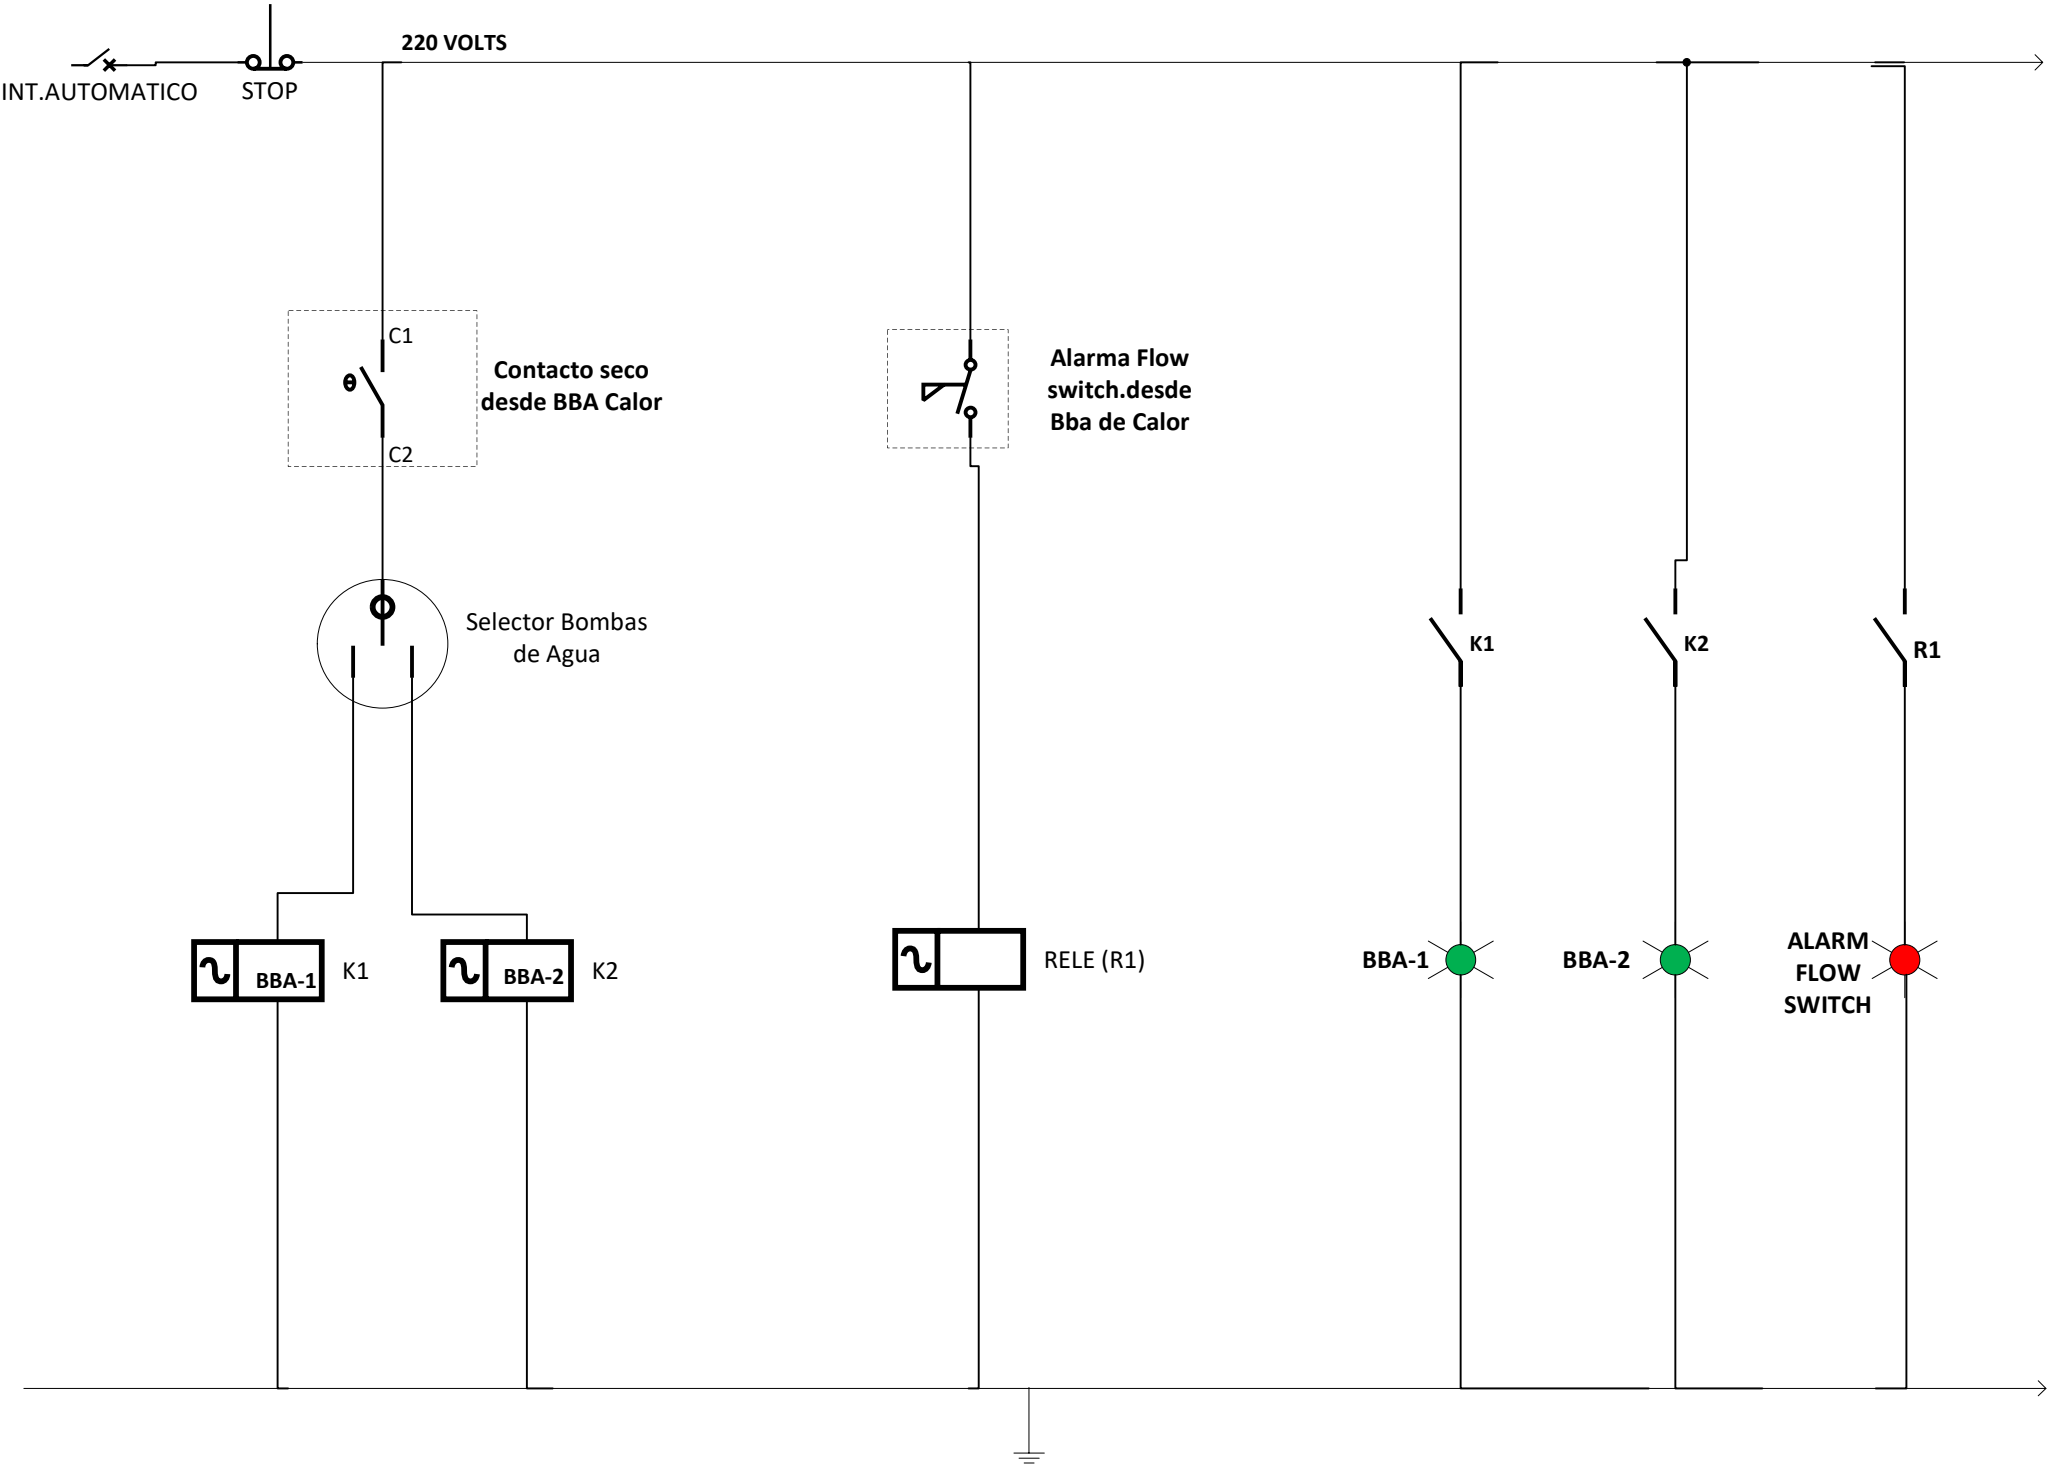 220 VOLTS
INT.AUTOMATICO
STOP
C1
θ
Contacto seco
desde BBA Calor
C2
Alarma Flow
switch.desde
Bba de Calor
Selector Bombas
de Agua
K1
K2
R1
BBA-1
K1
BBA-2
K2
RELE (R1)
BBA-1
BBA-2
ALARM
FLOW
SWITCH